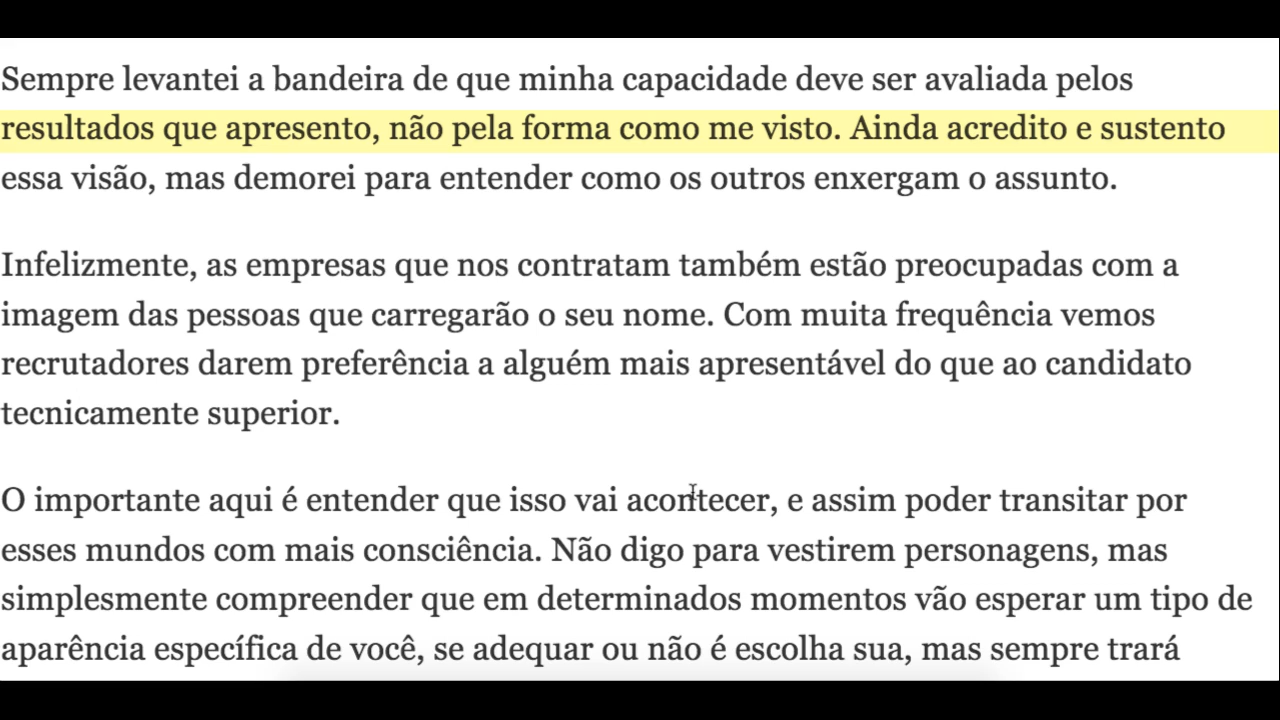 Sempre levantei a bandeira de que minha capacidade deve ser avaliada pelos
resultados que apresento, não pela forma como me visto. Ainda acredito e sustento
essa visão, mas demorei para entender como os outros enxergam o assunto.
Infelizmente, as empresas que nos contratam também estão preocupadas com a
imagem das pessoas que carregarão o seu nome. Com muita frequência vemos
recrutadores darem preferência a alguém mais apresentável do que ao candidato
tecnicamente superior.
O importante aqui é entender que isso vai acontecer, e assim poder transitar por
esses mundos com mais consciência. Não digo para vestirem personagens, mas
simplesmente compreender que em determinados momentos vão esperar um tipo de
aparência específica de você, se adequar ou não é escolha sua, mas sempre trará